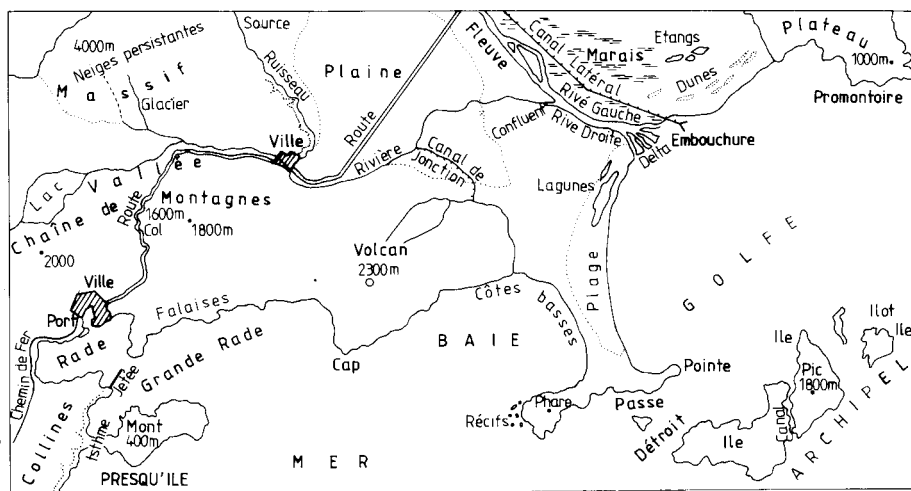 4000m
Neiges persistantes
Massif
Glacier
Source
Ruisseau
Plaine
Fleuve
Canal Latéral
Marais
Etangs
Dunes
Plateau
1000m
Promontoire
Rivé Gauche
Rive Droite
Confluent
Delta
Embouchure
Ville
Route
Rivière
Canal de Jonction
Lagunes
Lac
Vallée
Chaîne de Montagnes
Route
1600m
Col
1800m
2000
Volcan
2300m
Plage
GOLFE
Ville
Port
Falaises
Côtes basses
Rade
Grande Rade
Chemin de Fer
Jetée
Cap
BAIE
Pointe
Ile
Ilot
Ile
Pic
1800m
Collines
Isthme
Mont
400m
PRESQU'ILE
MER
Récifs
Phare
Passe
Détroit
Ile
Canal
ARCHIPEL